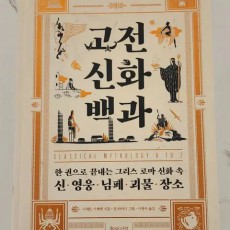 고전
신화
백과
CLASSICAL MYTHOLOGY A TO Z
한 권으로 끝내는 그리스 로마 신화 속
신·영웅·님페·괴물·장소